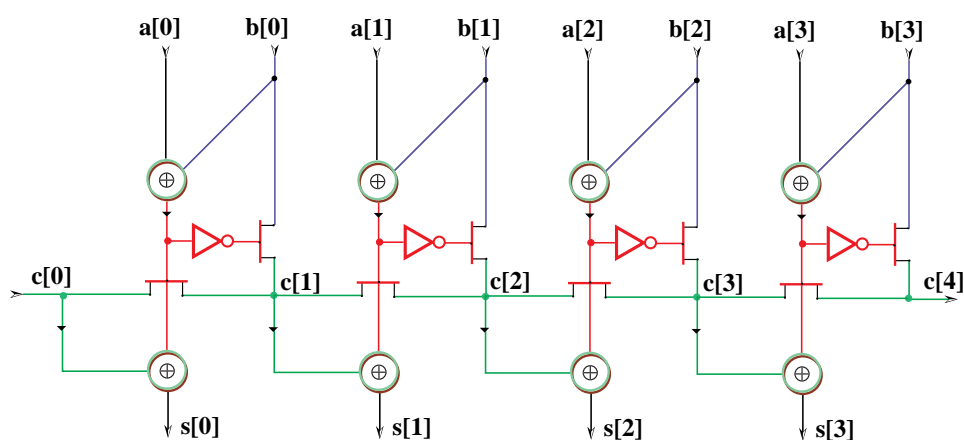 a[0] b[0] a[1] b[1] a[2] b[2] a[3] b[3]
c[0] c[1] c[2] c[3] c[4]
s[0] s[1] s[2] s[3]